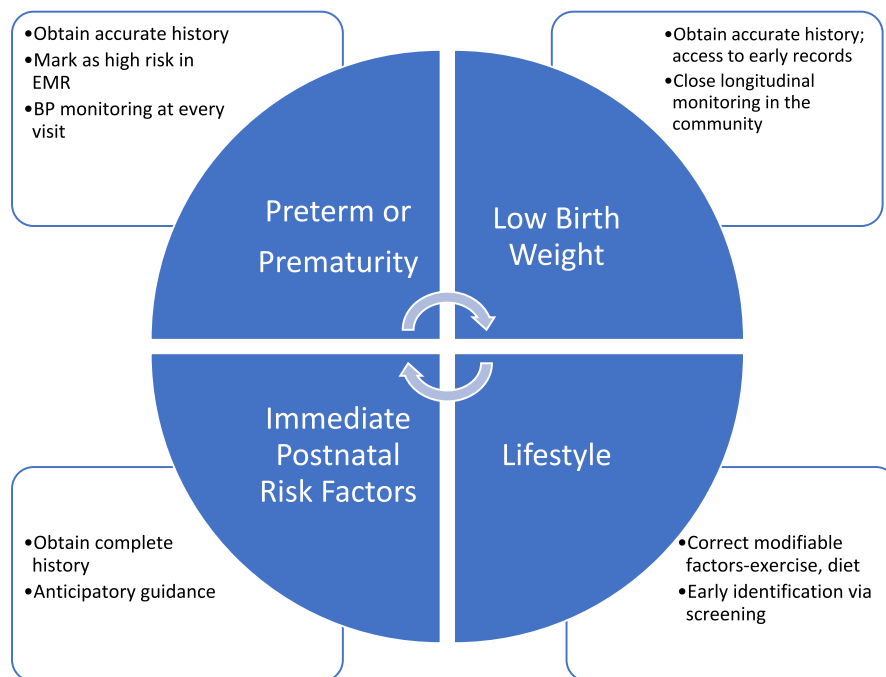 •Obtain accurate history
•Mark as high risk in
EMR
•BP monitoring at every
visit
•Obtain accurate history;
access to early records
•Close longitudinal
monitoring in the
community
Preterm or
Prematurity
Low Birth
Weight
Immediate
Postnatal
Risk Factors
Lifestyle
•Obtain complete
history
•Anticipatory guidance
•Correct modifiable
factors-exercise, diet
•Early identification via
screening